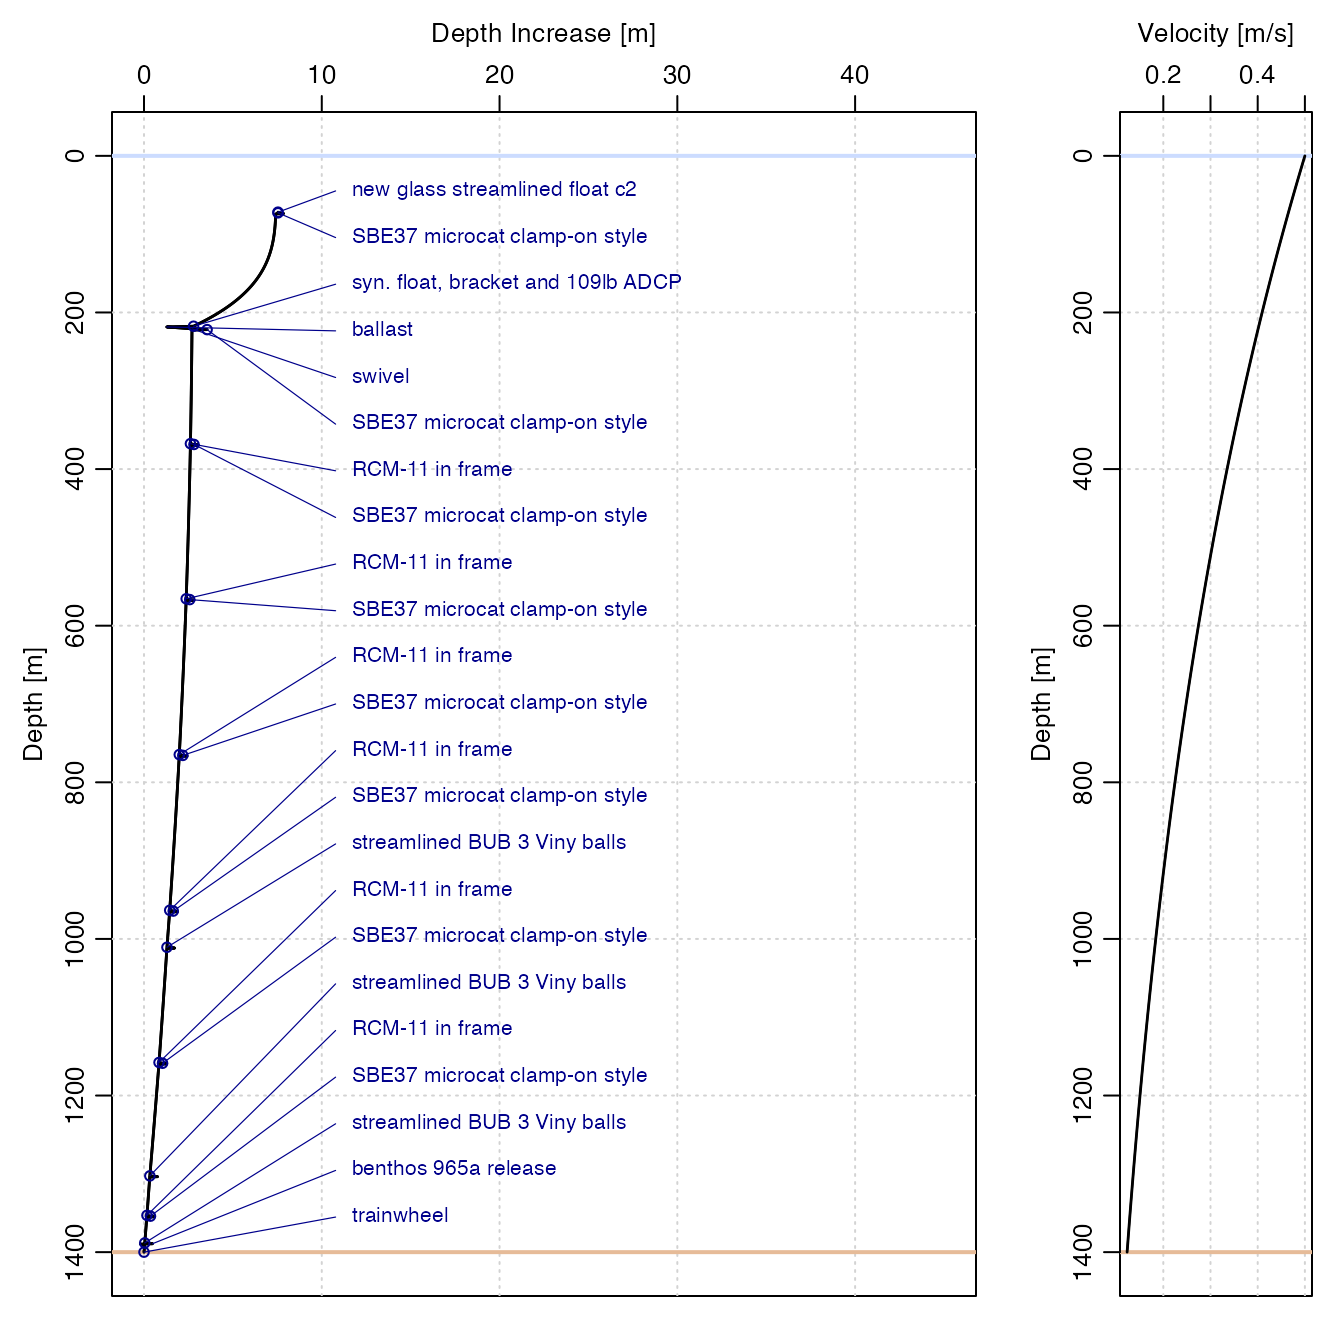 Depth Increase [m]
0 10 20 30 40
Depth [m]
0
200
400
600
800
1000
1200
1400
new glass streamlined float c2
SBE37 microcat clamp-on style
syn. float, bracket and 109lb ADCP
ballast
swivel
SBE37 microcat clamp-on style
RCM-11 in frame
SBE37 microcat clamp-on style
RCM-11 in frame
SBE37 microcat clamp-on style
RCM-11 in frame
SBE37 microcat clamp-on style
RCM-11 in frame
SBE37 microcat clamp-on style
streamlined BUB 3 Viny balls
RCM-11 in frame
SBE37 microcat clamp-on style
streamlined BUB 3 Viny balls
RCM-11 in frame
SBE37 microcat clamp-on style
streamlined BUB 3 Viny balls
benthos 965a release
trainwheel
Velocity [m/s]
0.2 0.4
Depth [m]
0
200
400
600
800
1000
1200
1400